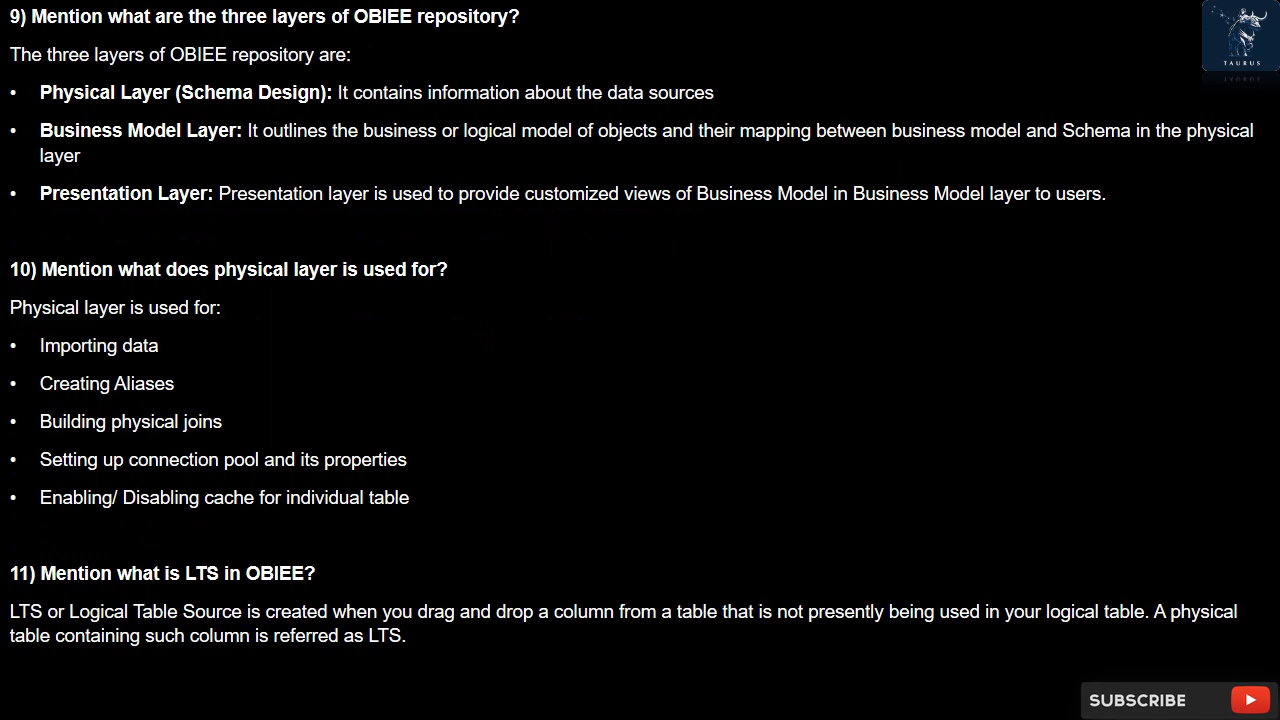 9) Mention what are the three layers of OBIEE repository?
The three layers of OBIEE repository are:
• Physical Layer (Schema Design): It contains information about the data sources
• Business Model Layer: It outlines the business or logical model of objects and their mapping between business model and Schema in the physical
layer
• Presentation Layer: Presentation layer is used to provide customized views of Business Model in Business Model layer to users.
10) Mention what does physical layer is used for?
Physical layer is used for:
• Importing data
• Creating Aliases
• Building physical joins
• Setting up connection pool and its properties
• Enabling/ Disabling cache for individual table
11) Mention what is LTS in OBIEE?
LTS or Logical Table Source is created when you drag and drop a column from a table that is not presently being used in your logical table. A physical
table containing such column is referred as LTS.
TAURUS
SUBSCRIBE